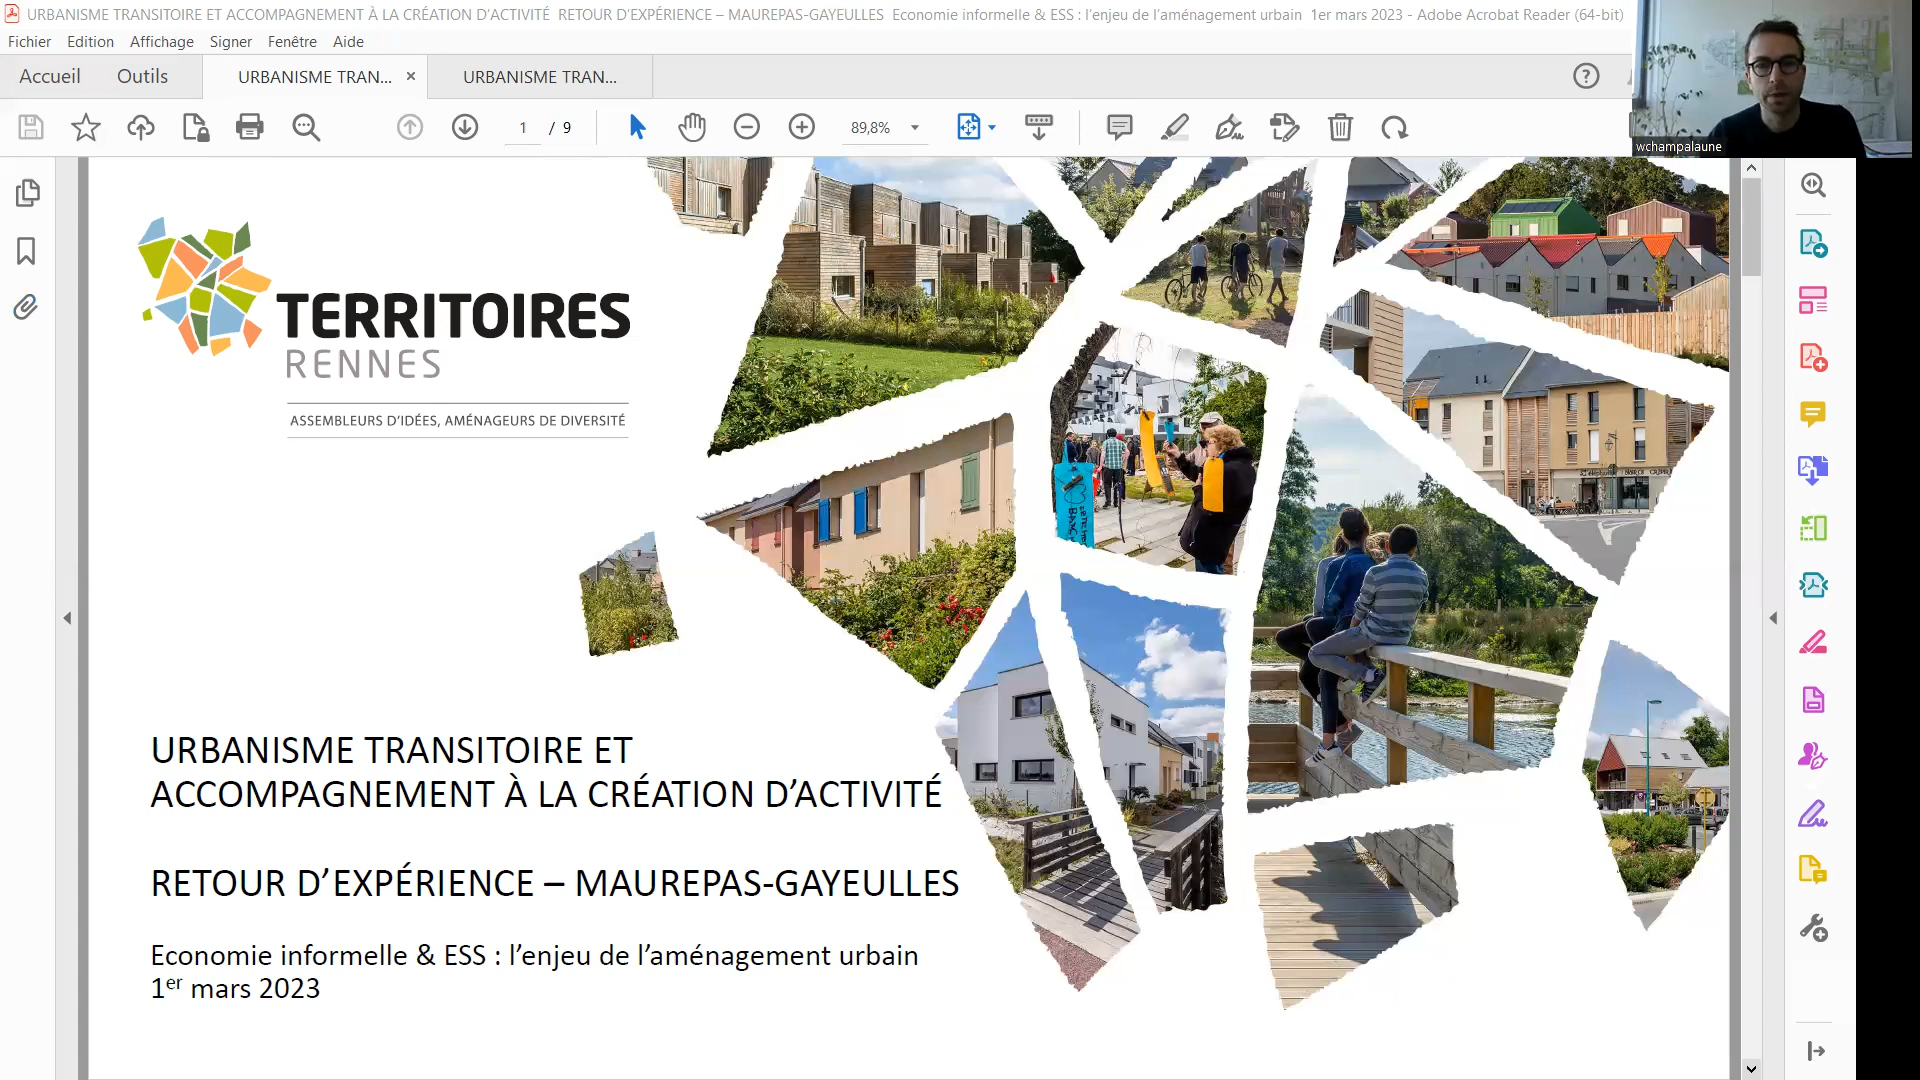 URBANISME TRANSITOIRE ET ACCOMPAGNEMENT À LA CRÉATION D'ACTIVITÉ  RETOUR D'EXPÉRIENCE – MAUREPAS-GAYEULLES  Economie informelle & ESS : l'enjeu de l'aménagement urbain  1er mars 2023 - Adobe Acrobat Reader (64-bit)
Fichier Edition Affichage Signer Fenêtre Aide
Accueil Outils URBANISME TRAN... × URBANISME TRAN...
1 / 9 89,8%
wchampalaune
TERRITOIRES
RENNES
ASSEMBLEURS D'IDÉES, AMÉNAGEURS DE DIVERSITÉ
URBANISME TRANSITOIRE ET
ACCOMPAGNEMENT À LA CRÉATION D'ACTIVITÉ
RETOUR D'EXPÉRIENCE – MAUREPAS-GAYEULLES
Economie informelle & ESS : l'enjeu de l'aménagement urbain
1er mars 2023